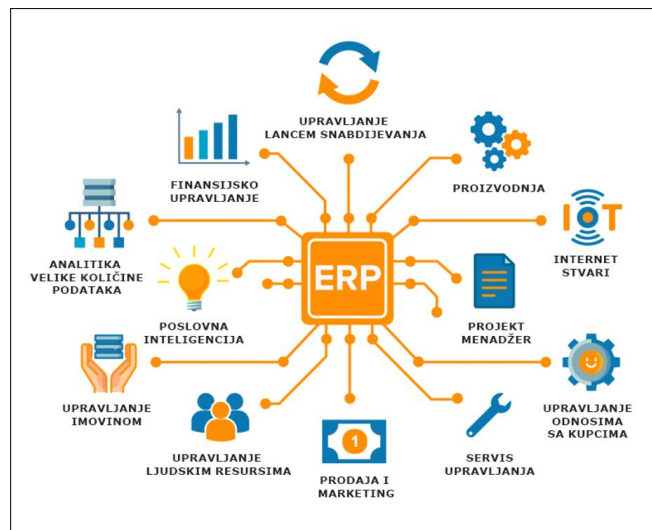 UPRAVLJANJE
LANCEM SNABDIJEVANJA
FINANSIJSKO
UPRAVLJANJE
PROIZVODNJA
IOT
ANALITIKA
VELIKE KOLIČINE
PODATAKA
ERP
INTERNET
STVARI
POSLOVNA
INTELIGENCIJA
PROJEKT
MENADŽER
UPRAVLJANJE
IMOVINOM
UPRAVLJANJE
ODNOSIMA
SA KUPCIMA
UPRAVLJANJE
LJUDSKIM RESURSIMA
1
PRODAJA I
MARKETING
SERVIS
UPRAVLJANJA